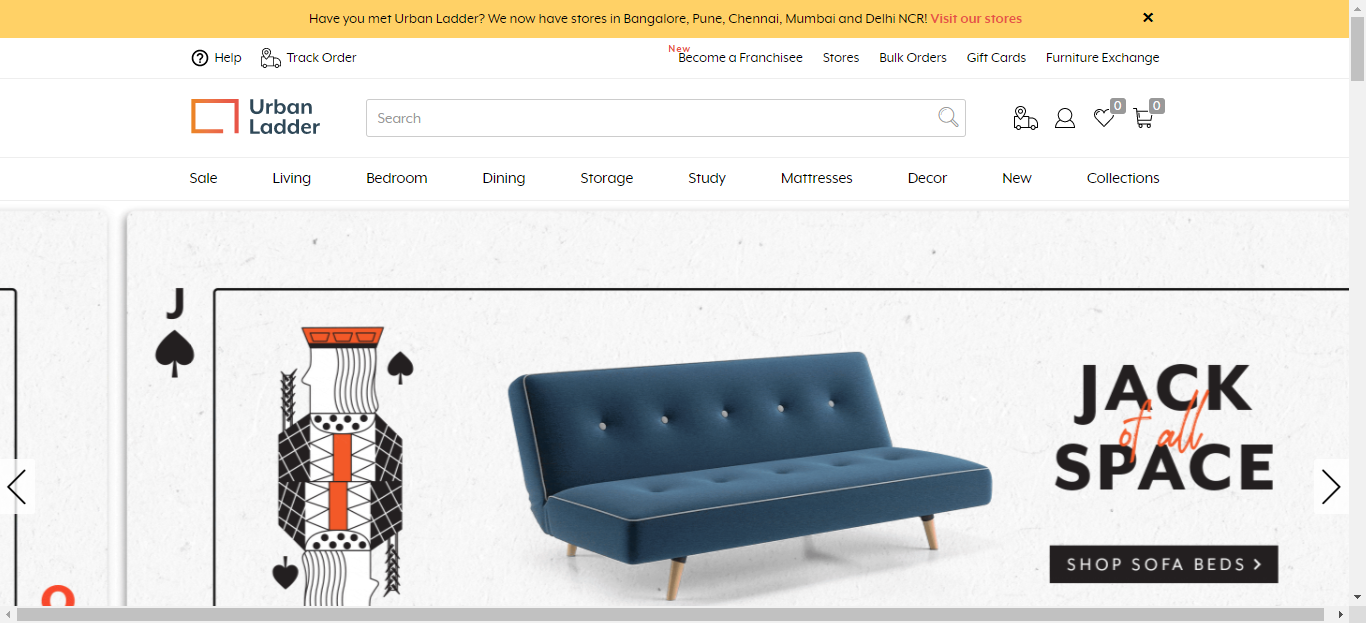 Have you met Urban Ladder? We now have stores in Bangalore, Pune, Chennai, Mumbai and Delhi NCR! Visit our stores
Help Track Order New Become a Franchisee Stores Bulk Orders Gift Cards Furniture Exchange
Urban
Ladder
Search
0 0
Sale Living Bedroom Dining Storage Study Mattresses Decor New Collections
J
JACK
of all
SPACE
SHOP SOFA BEDS